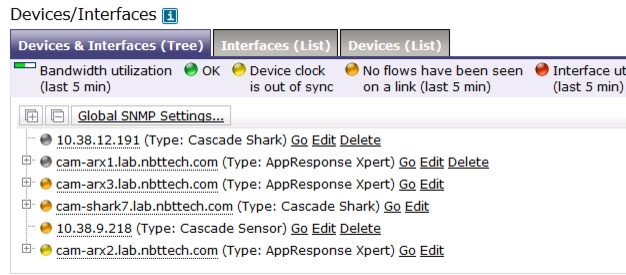 Devices/Interfaces
Devices & Interfaces (Tree) Interfaces (List) Devices (List)
Bandwidth utilization OK Device clock No flows have been seen Interface ut
(last 5 min) is out of sync on a link (last 5 min) (last 5 min)
Global SNMP Settings...
10.38.12.191 (Type: Cascade Shark) Go Edit Delete
cam-arx1.lab.nbttech.com (Type: AppResponse Xpert) Go Edit Delete
cam-arx3.lab.nbttech.com (Type: AppResponse Xpert) Go Edit
cam-shark7.lab.nbttech.com (Type: Cascade Shark) Go Edit
10.38.9.218 (Type: Cascade Sensor) Go Edit Delete
cam-arx2.lab.nbttech.com (Type: AppResponse Xpert) Go Edit